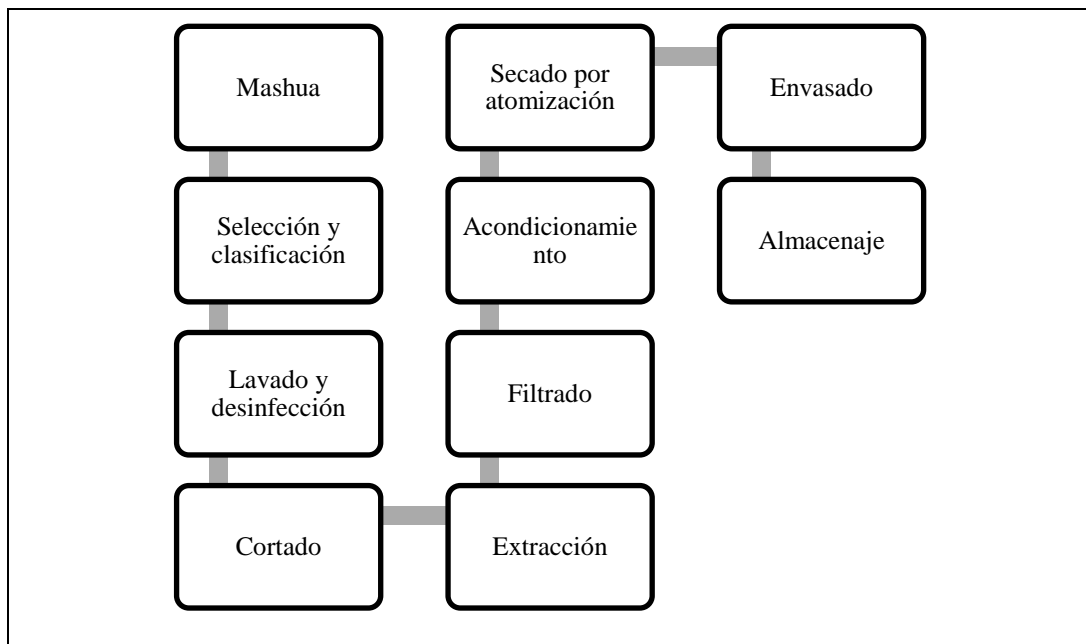 Mashua
Selección y
clasificación
Lavado y
desinfección
Cortado
Extracción
Filtrado
Acondicionamie
nto
Secado por
atomización
Envasado
Almacenaje